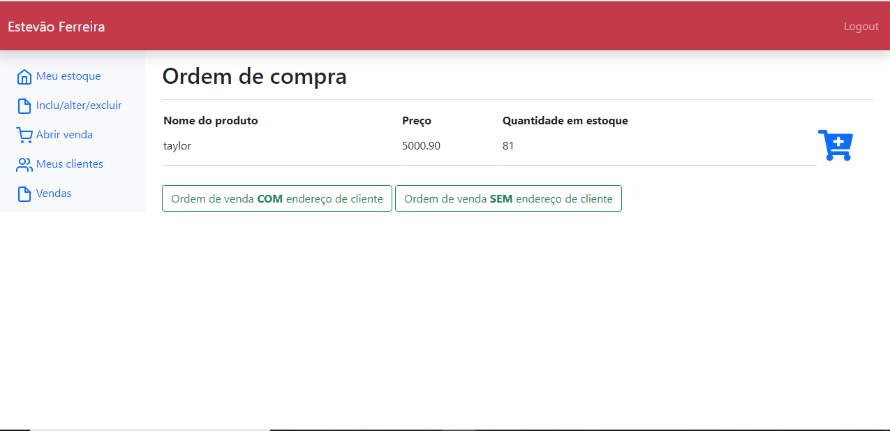 Estevão Ferreira
Logout
Meu estoque
Inclu/alter/excluir
Abrir venda
Meus clientes
Vendas
Ordem de compra
Nome do produto Preço Quantidade em estoque
taylor 5000.90 81
Ordem de venda COM endereço de cliente Ordem de venda SEM endereço de cliente